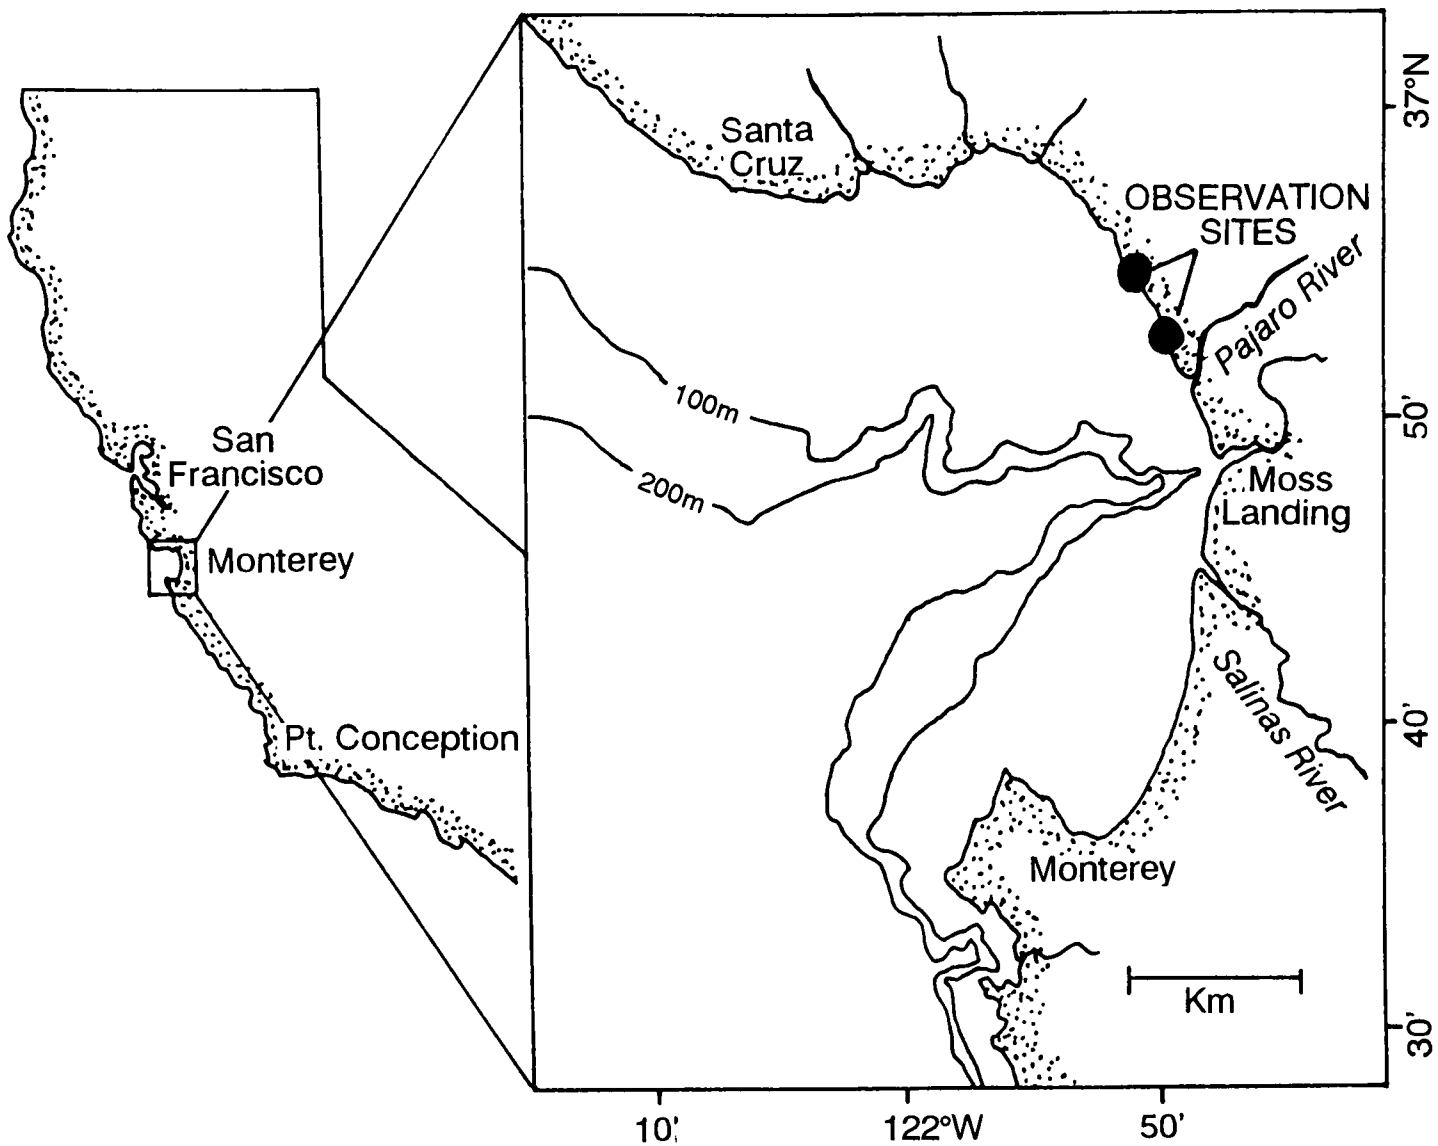 San
Francisco
Monterey
Pt. Conception
Santa
Cruz
OBSERVATION
SITES
Pajaro River
100m
200m
Moss
Landing
Salinas River
Monterey
Km
37°N
50'
40'
30'
10'
122°W
50'